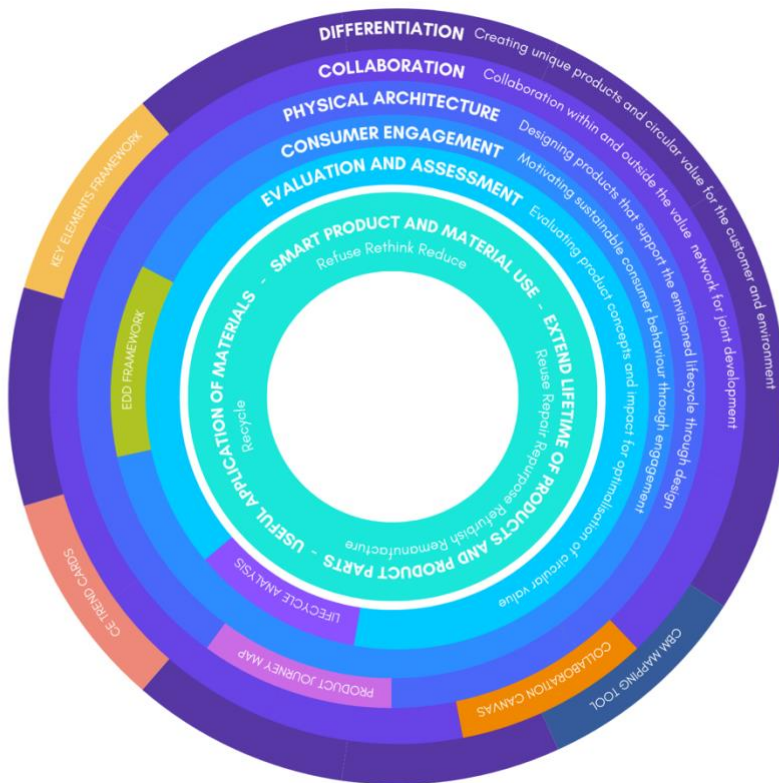 DIFFERENTIATION Creating unique products and circular value for the customer and environment
COLLABORATION Collaboration within and outside the value network for joint development
PHYSICAL ARCHITECTURE Designing products that support the envisioned lifecycle through design
CONSUMER ENGAGEMENT Motivating sustainable consumer behaviour through engagement
EVALUATION AND ASSESSMENT Evaluating product concepts and impact for optimalisation of circular value
SMART PRODUCT AND MATERIAL USE - EXTEND LIFETIME OF PRODUCTS AND PRODUCT PARTS - USEFUL APPLICATION OF MATERIALS -
Refuse Rethink Reduce
Reuse Repair Repurpose Refurbish Remanufacture
Recycle
KEY ELEMENTS FRAMEWORK
EDD FRAMEWORK
CE TREND CARDS
LIFECYCLE ANALYSIS
PRODUCT JOURNEY MAP
COLLABORATION CANVAS
CBM MAPPING TOOL